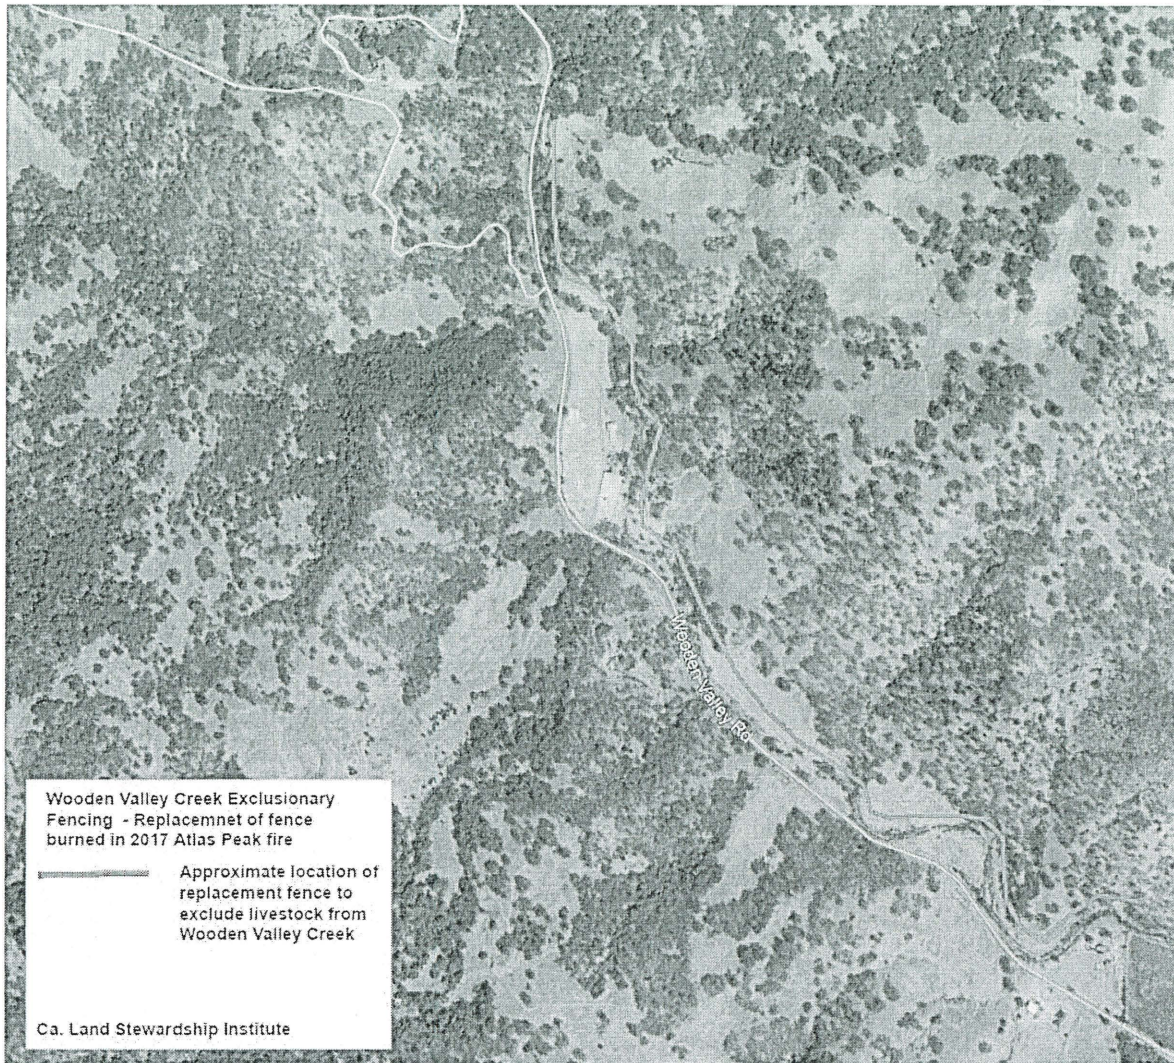 Wooden Valley Rd
Wooden Valley Creek Exclusionary
Fencing - Replacemnet of fence
burned in 2017 Atlas Peak fire
Approximate location of
replacement fence to
exclude livestock from
Wooden Valley Creek
Ca. Land Stewardship Institute